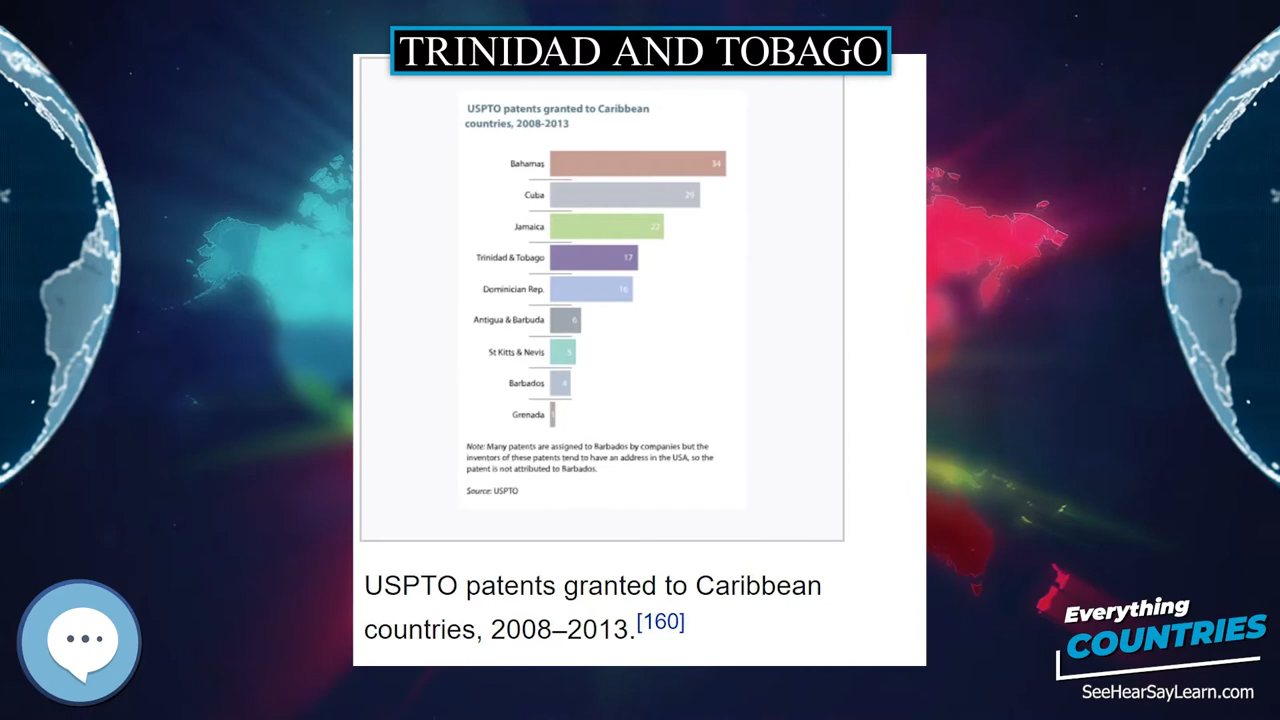 TRINIDAD AND TOBAGO
USPTO patents granted to Caribbean
countries, 2008-2013
Bahamas 34
Cuba 29
Jamaica 22
Trinidad & Tobago 17
Dominician Rep. 16
Antigua & Barbuda 6
St Kitts & Nevis 5
Barbados 4
Grenada 1
Note: Many patents are assigned to Barbados by companies but the
inventors of these patents tend to have an address in the USA, so the
patent is not attributed to Barbados.
Source: USPTO
USPTO patents granted to Caribbean
countries, 2008–2013.[160]
Everything
COUNTRIES
SeeHearSayLearn.com